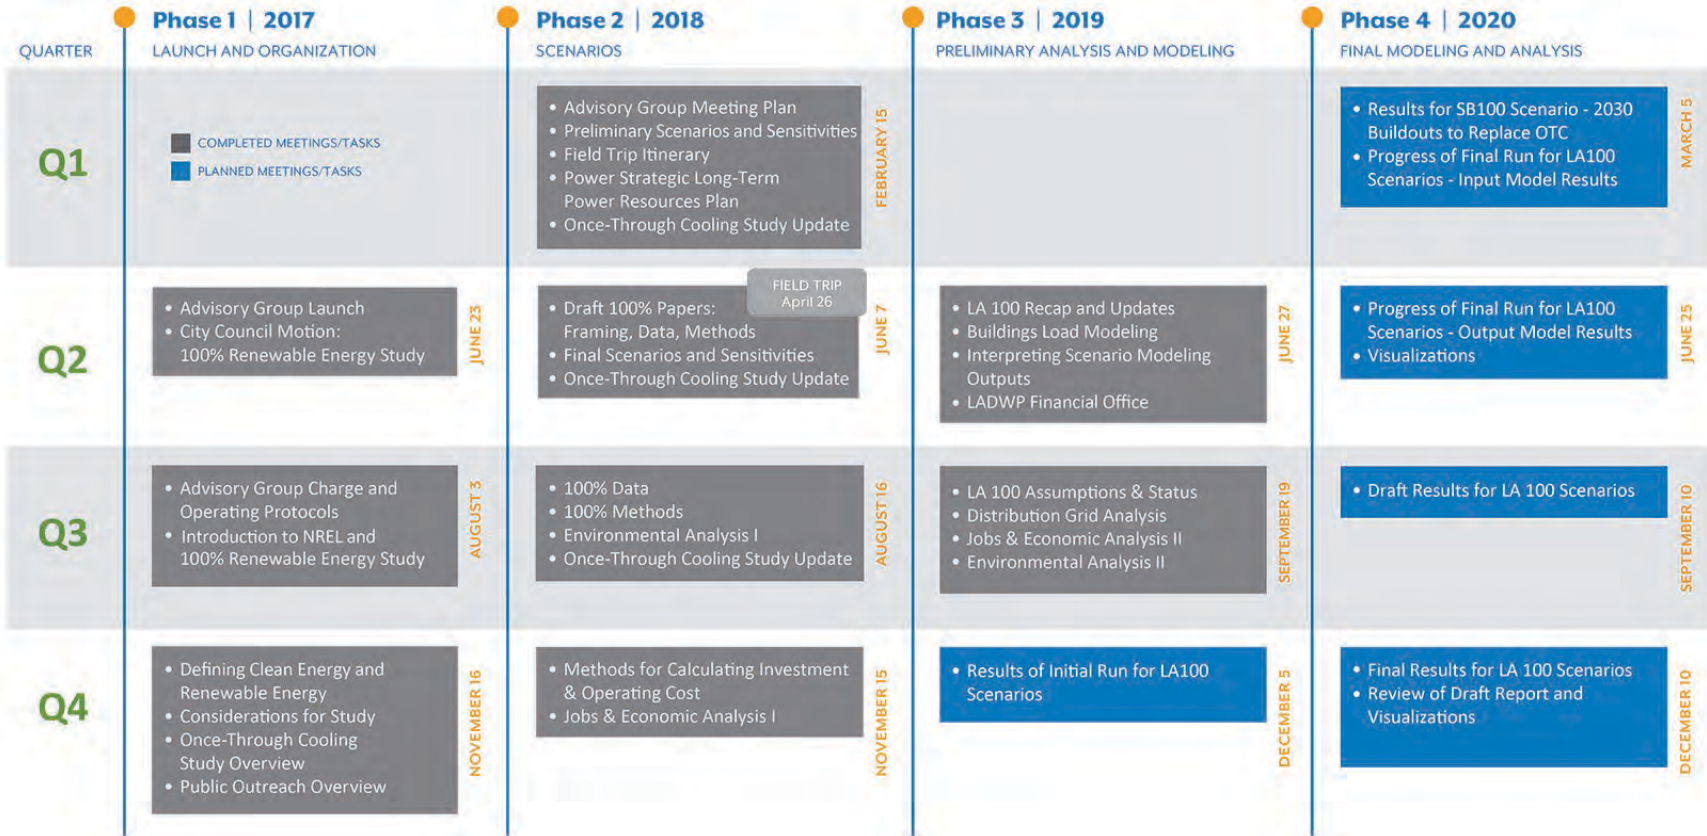 QUARTER
Phase 1 | 2017
LAUNCH AND ORGANIZATION
Phase 2 | 2018
SCENARIOS
Phase 3 | 2019
PRELIMINARY ANALYSIS AND MODELING
Phase 4 | 2020
FINAL MODELING AND ANALYSIS
Q1
COMPLETED MEETINGS/TASKS
PLANNED MEETINGS/TASKS
• Advisory Group Meeting Plan
• Preliminary Scenarios and Sensitivities
• Field Trip Itinerary
• Power Strategic Long-Term
Power Resources Plan
• Once-Through Cooling Study Update
FEBRUARY 15
• Results for SB100 Scenario - 2030
Buildouts to Replace OTC
• Progress of Final Run for LA100
Scenarios - Input Model Results
MARCH 5
Q2
• Advisory Group Launch
• City Council Motion:
100% Renewable Energy Study
JUNE 23
FIELD TRIP
April 26
• Draft 100% Papers:
Framing, Data, Methods
• Final Scenarios and Sensitivities
• Once-Through Cooling Study Update
JUNE 7
• LA 100 Recap and Updates
• Buildings Load Modeling
• Interpreting Scenario Modeling
Outputs
• LADWP Financial Office
JUNE 27
• Progress of Final Run for LA100
Scenarios - Output Model Results
• Visualizations
JUNE 25
Q3
• Advisory Group Charge and
Operating Protocols
• Introduction to NREL and
100% Renewable Energy Study
AUGUST 3
• 100% Data
• 100% Methods
• Environmental Analysis I
• Once-Through Cooling Study Update
AUGUST 16
• LA 100 Assumptions & Status
• Distribution Grid Analysis
• Jobs & Economic Analysis II
• Environmental Analysis II
SEPTEMBER 19
• Draft Results for LA 100 Scenarios
SEPTEMBER 10
Q4
• Defining Clean Energy and
Renewable Energy
• Considerations for Study
• Once-Through Cooling
Study Overview
• Public Outreach Overview
NOVEMBER 16
• Methods for Calculating Investment
& Operating Cost
• Jobs & Economic Analysis I
NOVEMBER 15
• Results of Initial Run for LA100
Scenarios
DECEMBER 5
• Final Results for LA 100 Scenarios
• Review of Draft Report and
Visualizations
DECEMBER 10